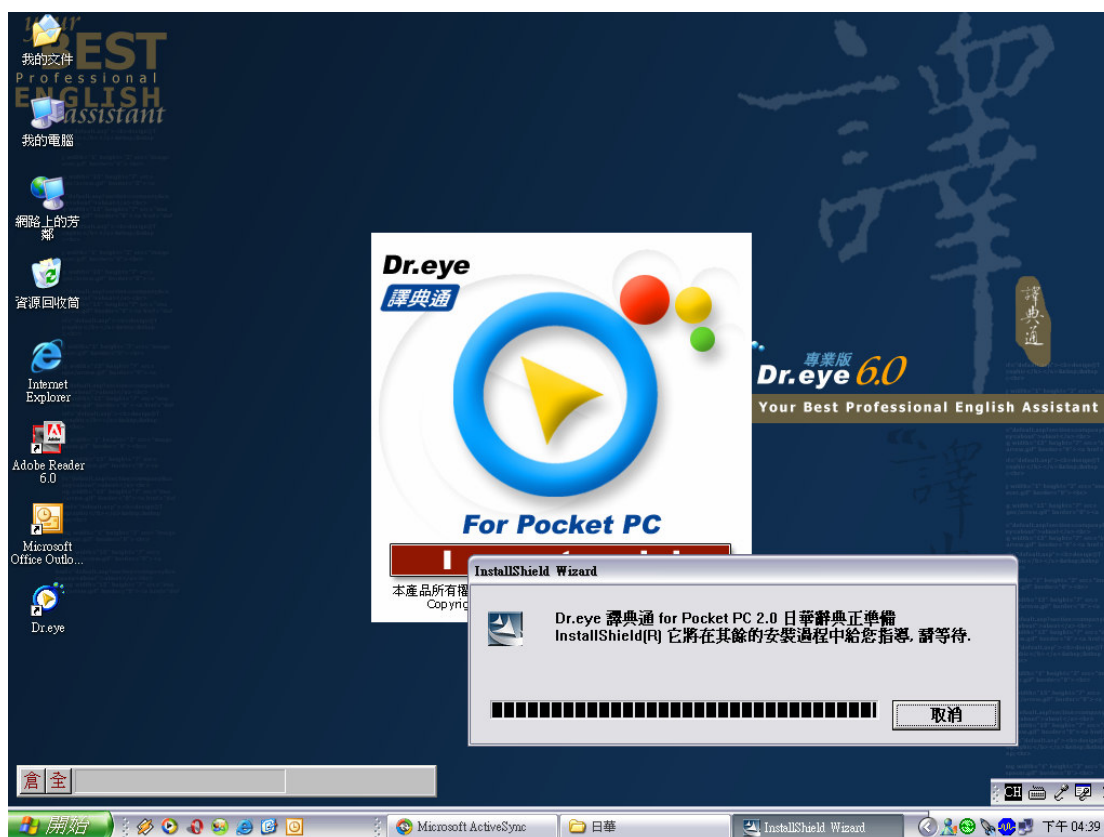 your
BEST
Professional
ENGLISH
assistant
我的文件
我的電腦
網路上的芳
鄰
資源回收筒
Internet
Explorer
Adobe Reader
6.0
Microsoft
Office Outlo...
Dr.eye
譯
譯典通
專業版
Dr.eye 6.0
Your Best Professional English Assistant
Dr.eye
譯典通
For Pocket PC
本產品所有權
Copyrig
InstallShield Wizard
Dr.eye 譯典通 for Pocket PC 2.0 日華辭典正準備
InstallShield(R) 它將在其餘的安裝過程中給您指導, 請等待.
取消
倉 全
CH
開始
Microsoft ActiveSync
日華
InstallShield Wizard
下午 04:39